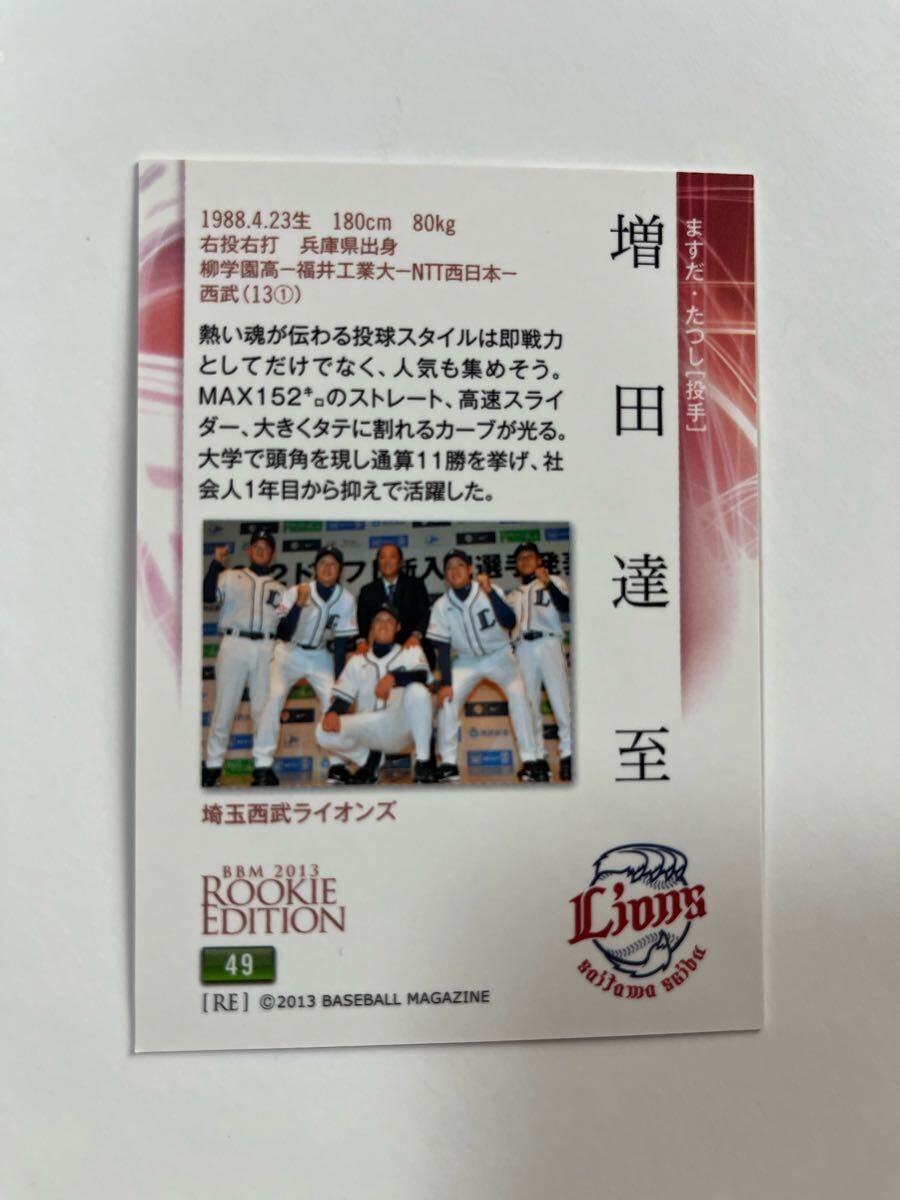 増田達至
ますだ・たつし[投手]
1988.4.23生 180cm 80kg
右投右打 兵庫県出身
柳学園高ー福井工業大ーNTT西日本ー
西武(13①)
熱い魂が伝わる投球スタイルは即戦力
としてだけでなく、人気も集めそう。
MAX152㌔のストレート、高速スライ
ダー、大きくタテに割れるカーブが光る。
大学で頭角を現し通算11勝を挙げ、社
会人1年目から抑えで活躍した。
埼玉西武ライオンズ
BBM 2013
ROOKIE
EDITION
49
[RE] ©2013 BASEBALL MAGAZINE
Lions
saitama seibu